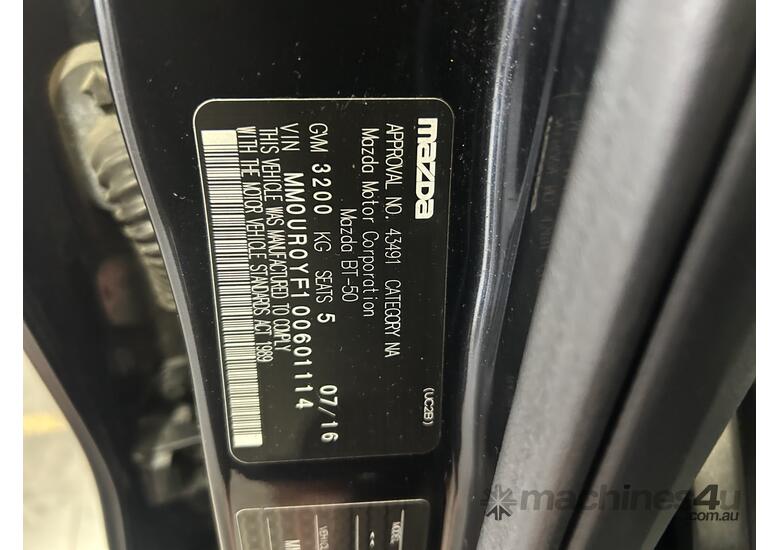 mazda
APPROVAL NO. 43491 CATEGORY NA
Mazda Motor Corporation
Mazda BT-50
(UC2B)
GVM 3200 KG SEATS 5 07/16
VIN MM0UR0YF100601114
THIS VEHICLE WAS MANUFACTURED TO COMPLY
WITH THE MOTOR VEHICLE STANDARDS ACT 1989
MODEL
<<
MM
machines4u
.com.au